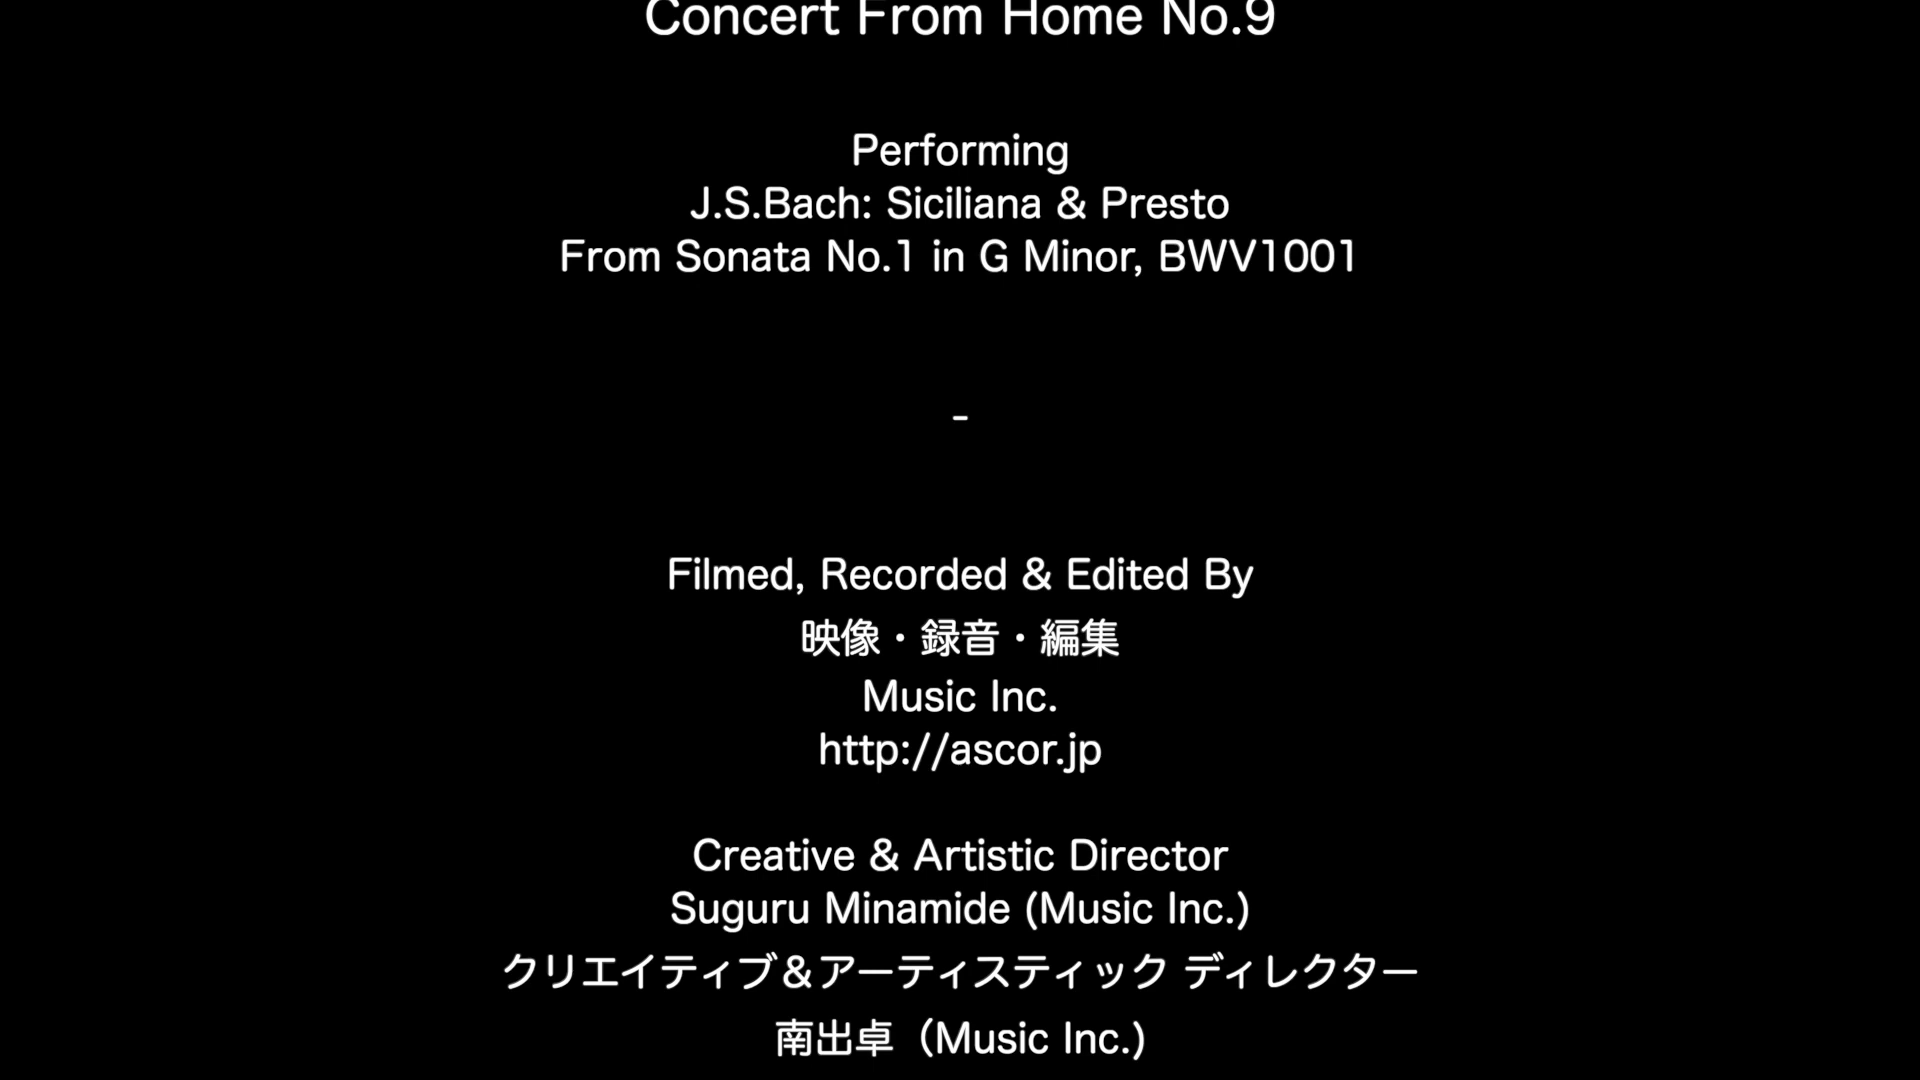 Concert From Home No.9
Performing
J.S.Bach: Siciliana & Presto
From Sonata No.1 in G Minor, BWV1001
-
Filmed, Recorded & Edited By
映像・録音・編集
Music Inc.
http://ascor.jp
Creative & Artistic Director
Suguru Minamide (Music Inc.)
クリエイティブ＆アーティスティック ディレクター
南出卓（Music Inc.)